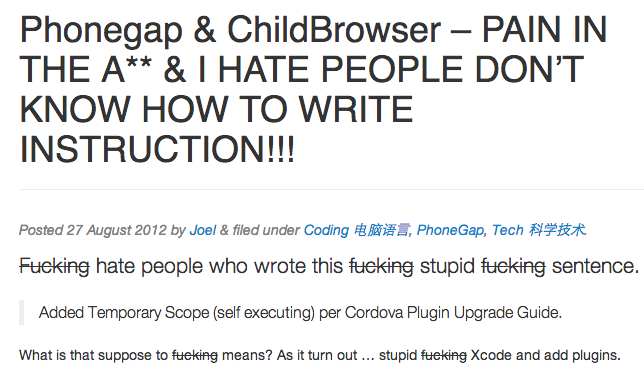 Phonegap & ChildBrowser – PAIN IN
THE A** & I HATE PEOPLE DON’T
KNOW HOW TO WRITE
INSTRUCTION!!!
Posted 27 August 2012 by Joel & filed under Coding 电脑语言, PhoneGap, Tech 科学技术.
Fucking hate people who wrote this fucking stupid fucking sentence.
Added Temporary Scope (self executing) per Cordova Plugin Upgrade Guide.
What is that suppose to fucking means? As it turn out … stupid fucking Xcode and add plugins.